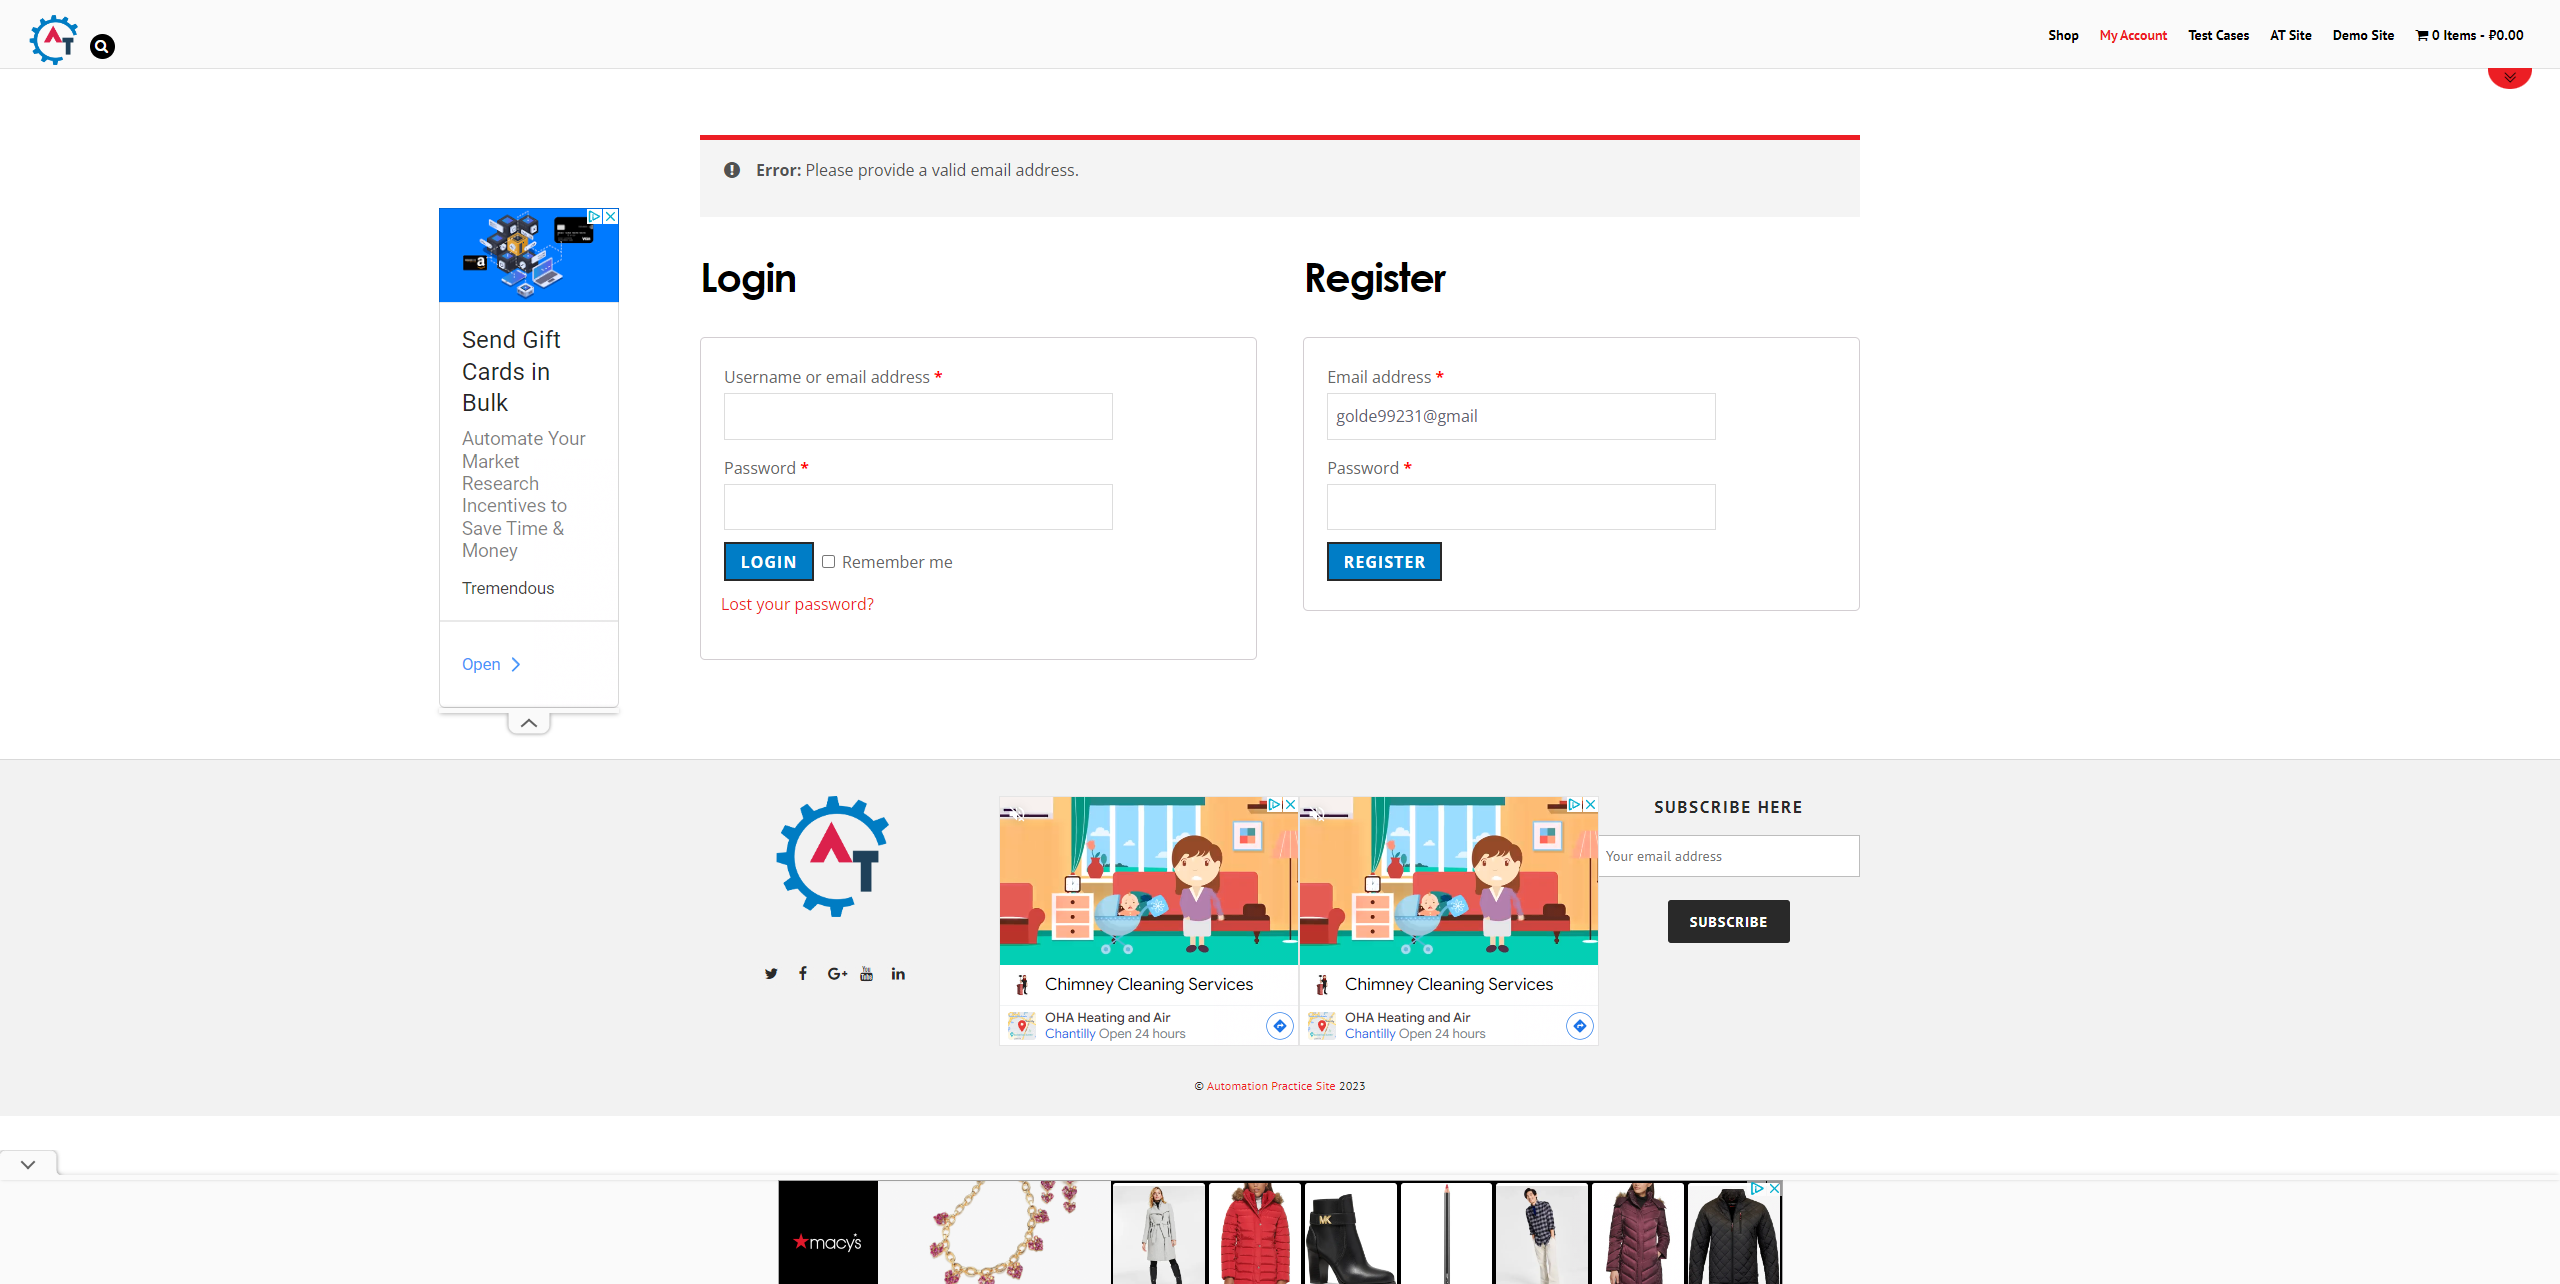 AT
Shop
My Account
Test Cases
AT Site
Demo Site
0 Items - ₽0.00
Error: Please provide a valid email address.
Send Gift
Cards in
Bulk
Automate Your
Market
Research
Incentives to
Save Time &
Money
Tremendous
Open
Login
Username or email address *
Password *
LOGIN
Remember me
Lost your password?
Register
Email address *
golde99231@gmail
Password *
REGISTER
AT
Chimney Cleaning Services
OHA Heating and Air
Chantilly Open 24 hours
Chimney Cleaning Services
OHA Heating and Air
Chantilly Open 24 hours
SUBSCRIBE HERE
Your email address
SUBSCRIBE
© Automation Practice Site 2023
macy's
MK